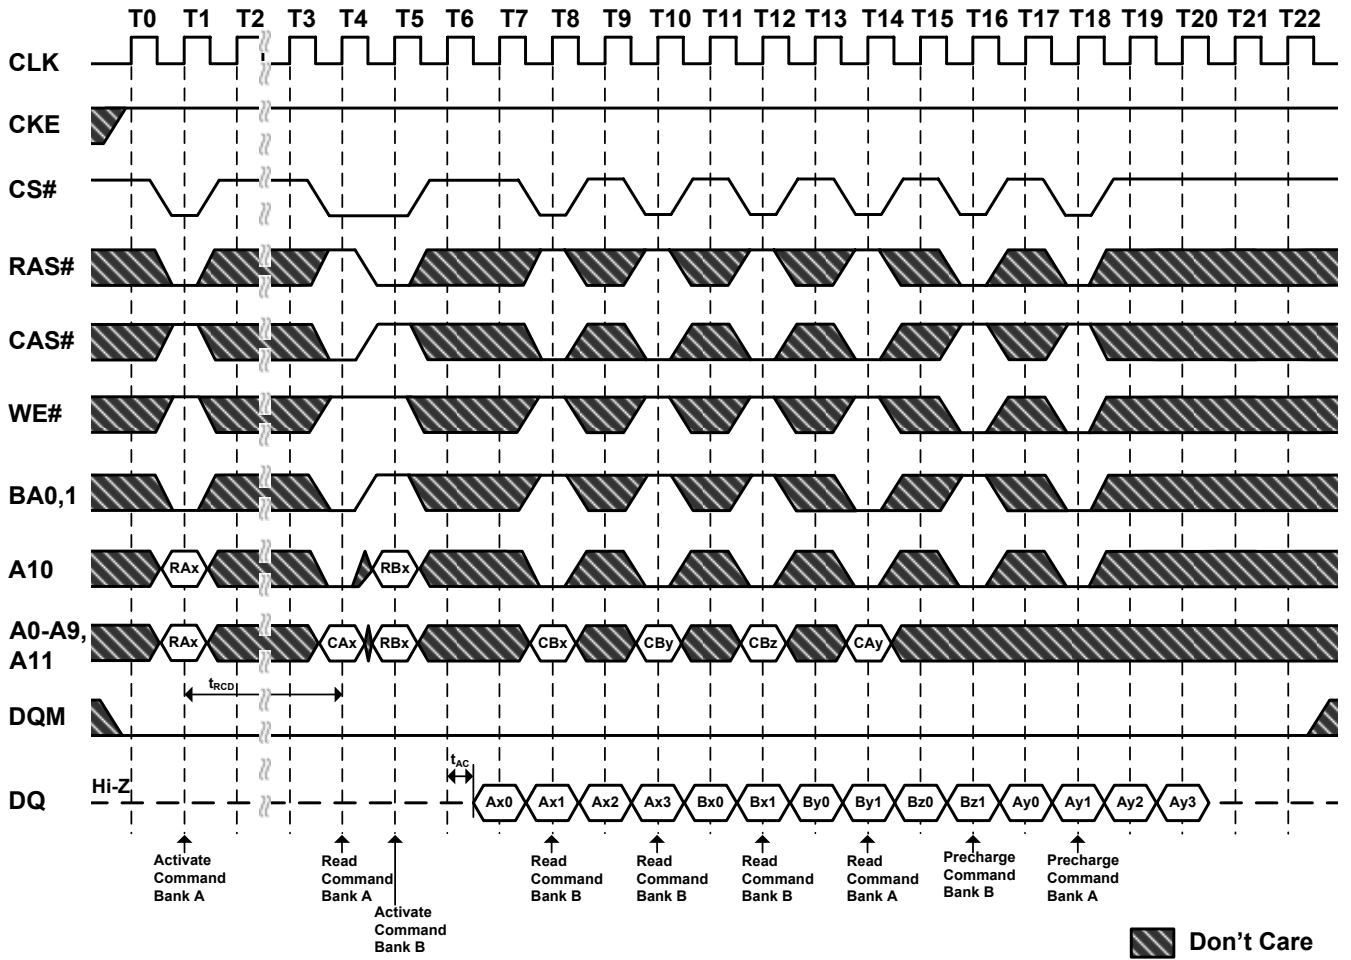 T0 T1 T2 T3 T4 T5 T6 T7 T8 T9 T10 T11 T12 T13 T14 T15 T16 T17 T18 T19 T20 T21 T22
CLK
CKE
CS#
RAS#
CAS#
WE#
BA0,1
A10
RAx RBx
A0-A9,
A11
RAx CAx RBx CBx CBy CBz CAy
tRCD
DQM
tAC
Hi-Z
DQ
Ax0 Ax1 Ax2 Ax3 Bx0 Bx1 By0 By1 Bz0 Bz1 Ay0 Ay1 Ay2 Ay3
Activate
Command
Bank A
Read
Command
Bank A
Activate
Command
Bank B
Read
Command
Bank B
Read
Command
Bank B
Read
Command
Bank B
Read
Command
Bank A
Precharge
Command
Bank B
Precharge
Command
Bank A
Don't Care